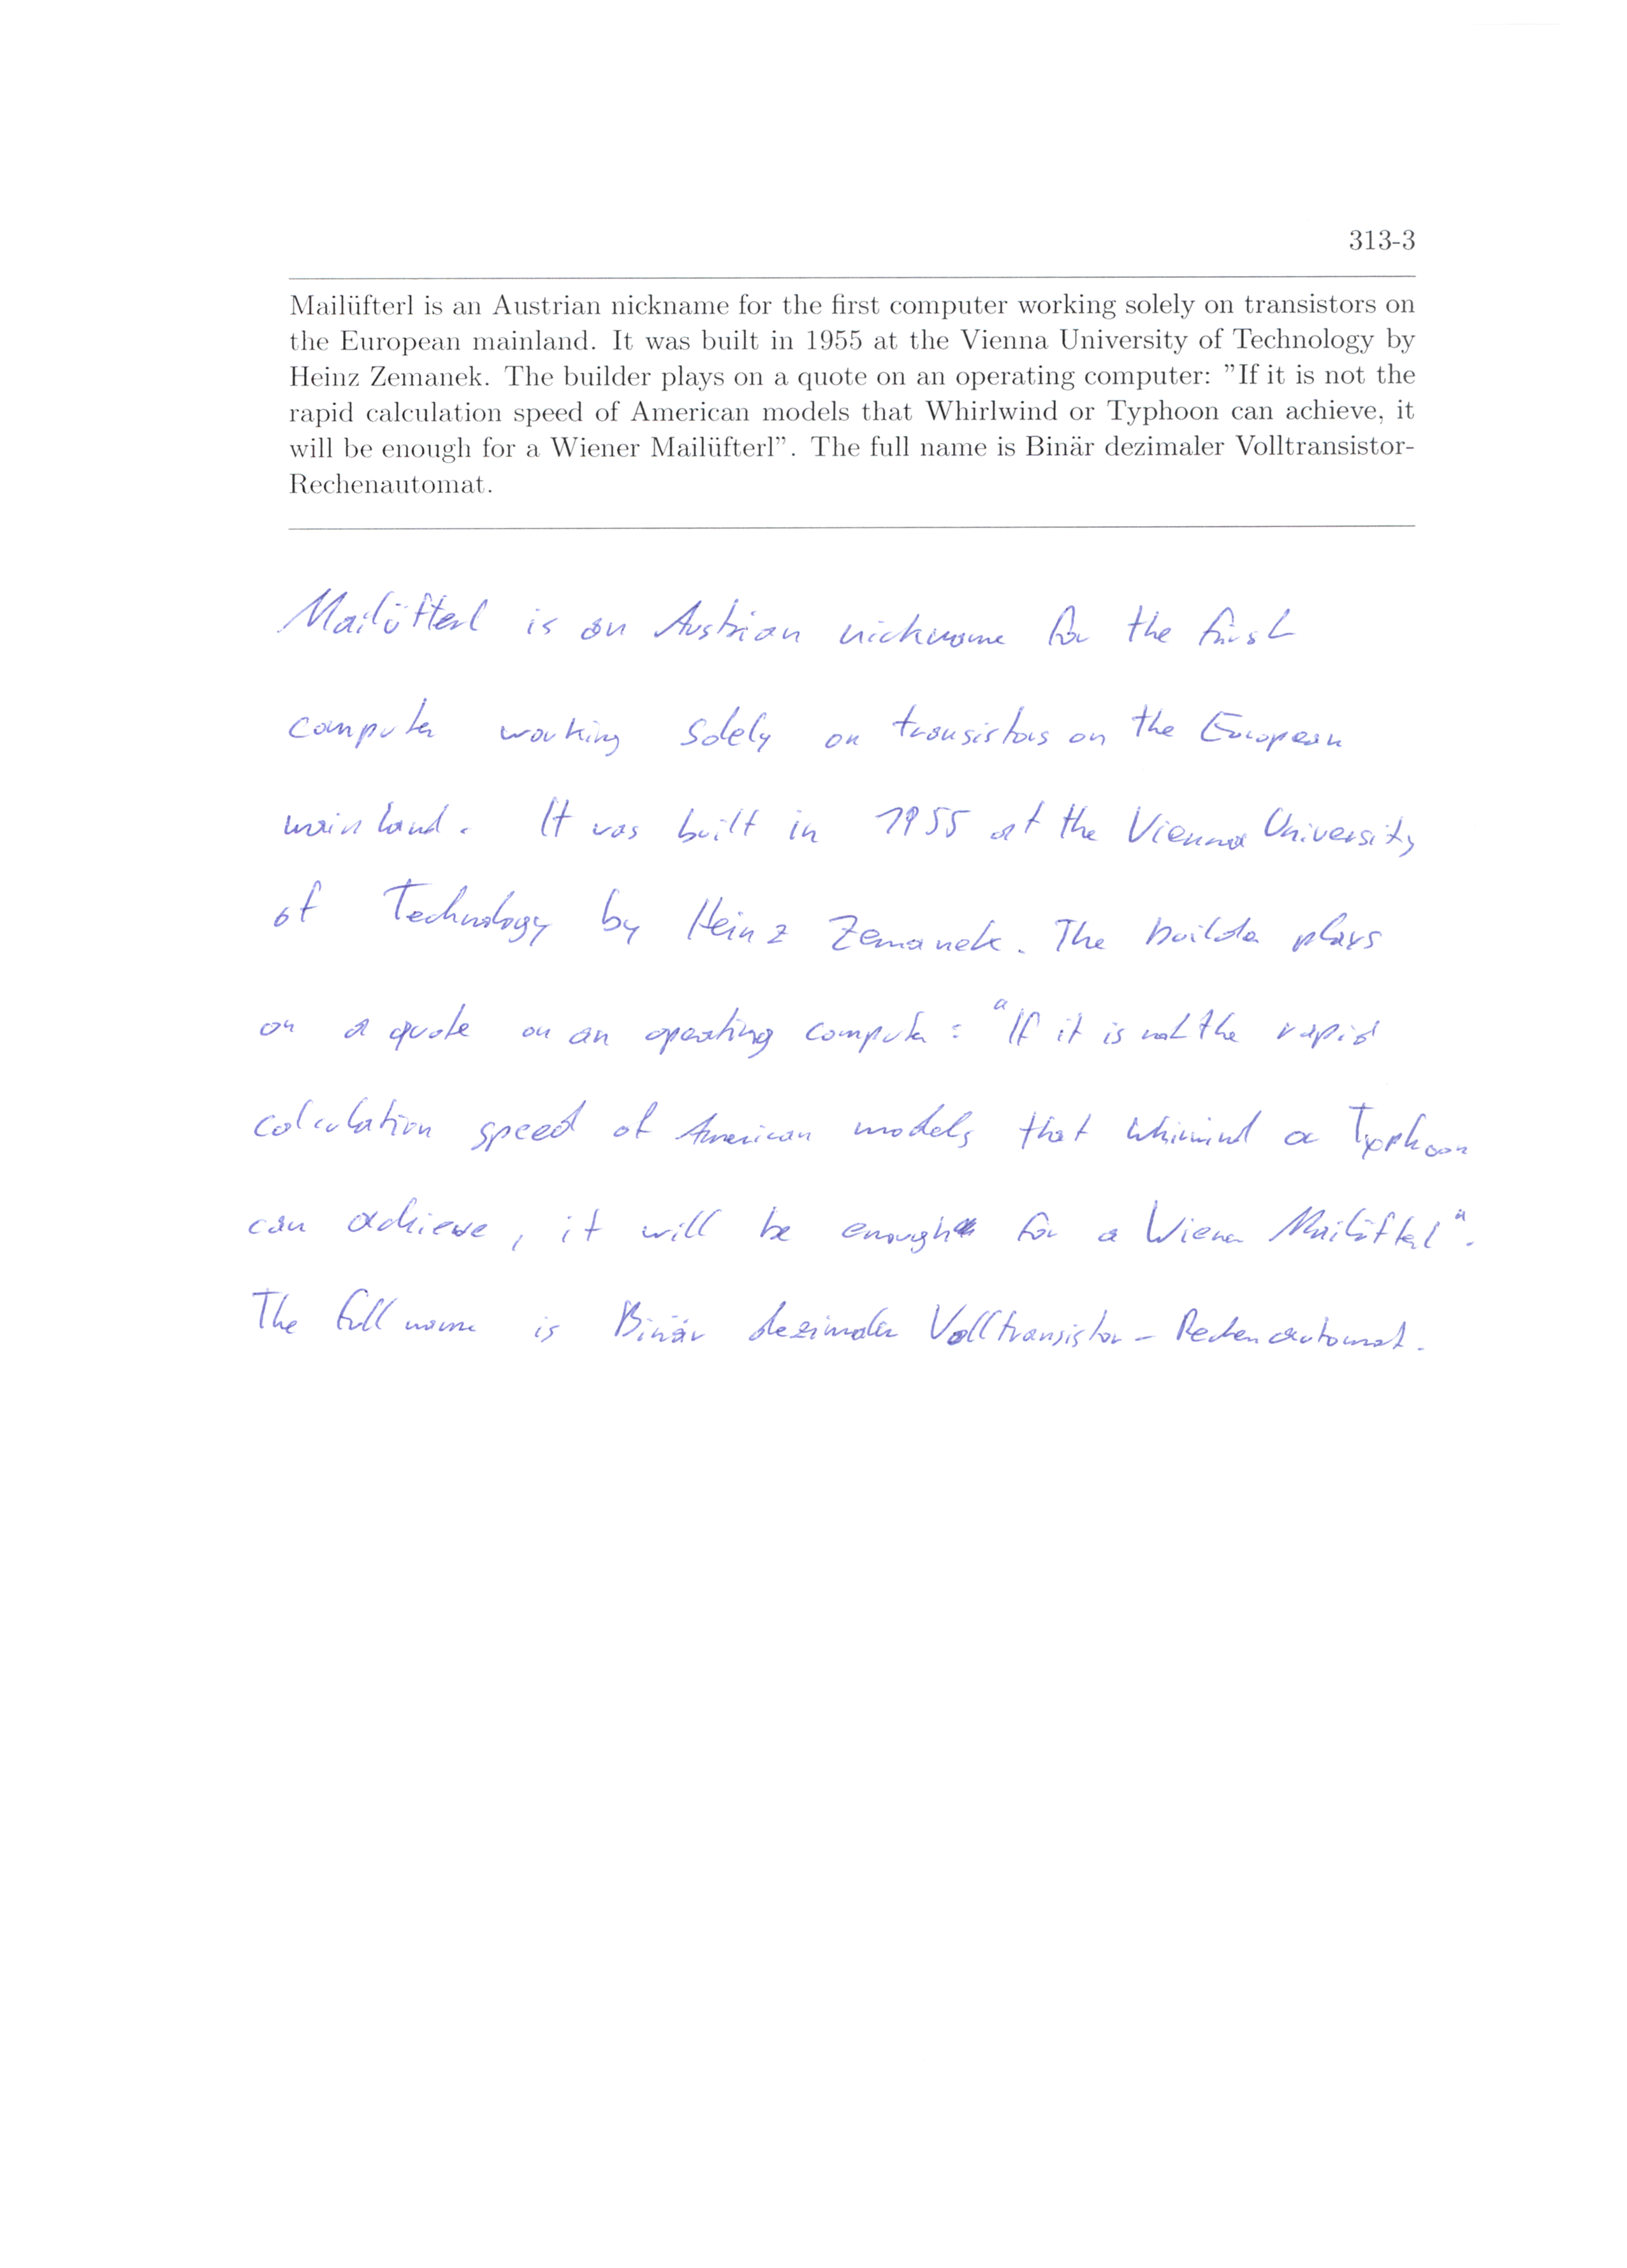 313-3
Mailüfterl is an Austrian nickname for the first computer working solely on transistors on
the European mainland. It was built in 1955 at the Vienna University of Technology by
Heinz Zemanek. The builder plays on a quote on an operating computer: ”If it is not the
rapid calculation speed of American models that Whirlwind or Typhoon can achieve, it
will be enough for a Wiener Mailüfterl”. The full name is Binär dezimaler Volltransistor-
Rechenautomat.
Mailüfterl is an Austrian nickname for the first
computer working solely on transistors on the European
mainland. It was built in 1955 at the Vienna University
of Technology by Heinz Zemanek. The builder plays
on a quote on an operating computer: "If it is not the rapid
calculation speed of American models that Whirwind or Typhoon
can achieve, it will be enough for a Wiener Mailüfterl".
The full name is Binär dezimaler Volltransistor-Rechenautomat.